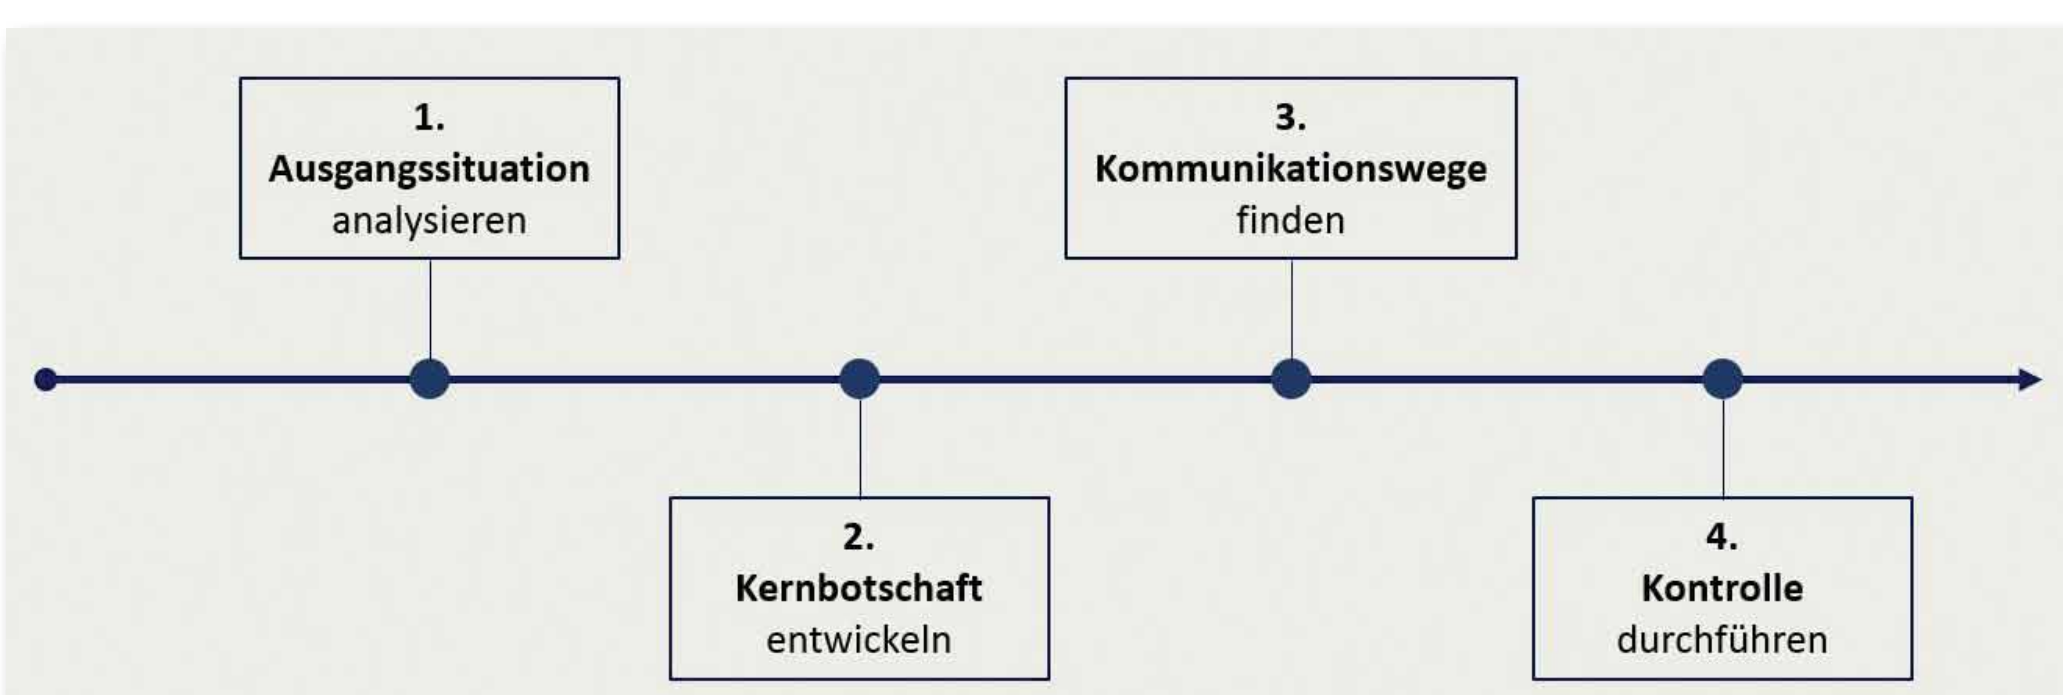 1.
Ausgangssituation
analysieren
2.
Kernbotschaft
entwickeln
3.
Kommunikationswege
finden
4.
Kontrolle
durchführen